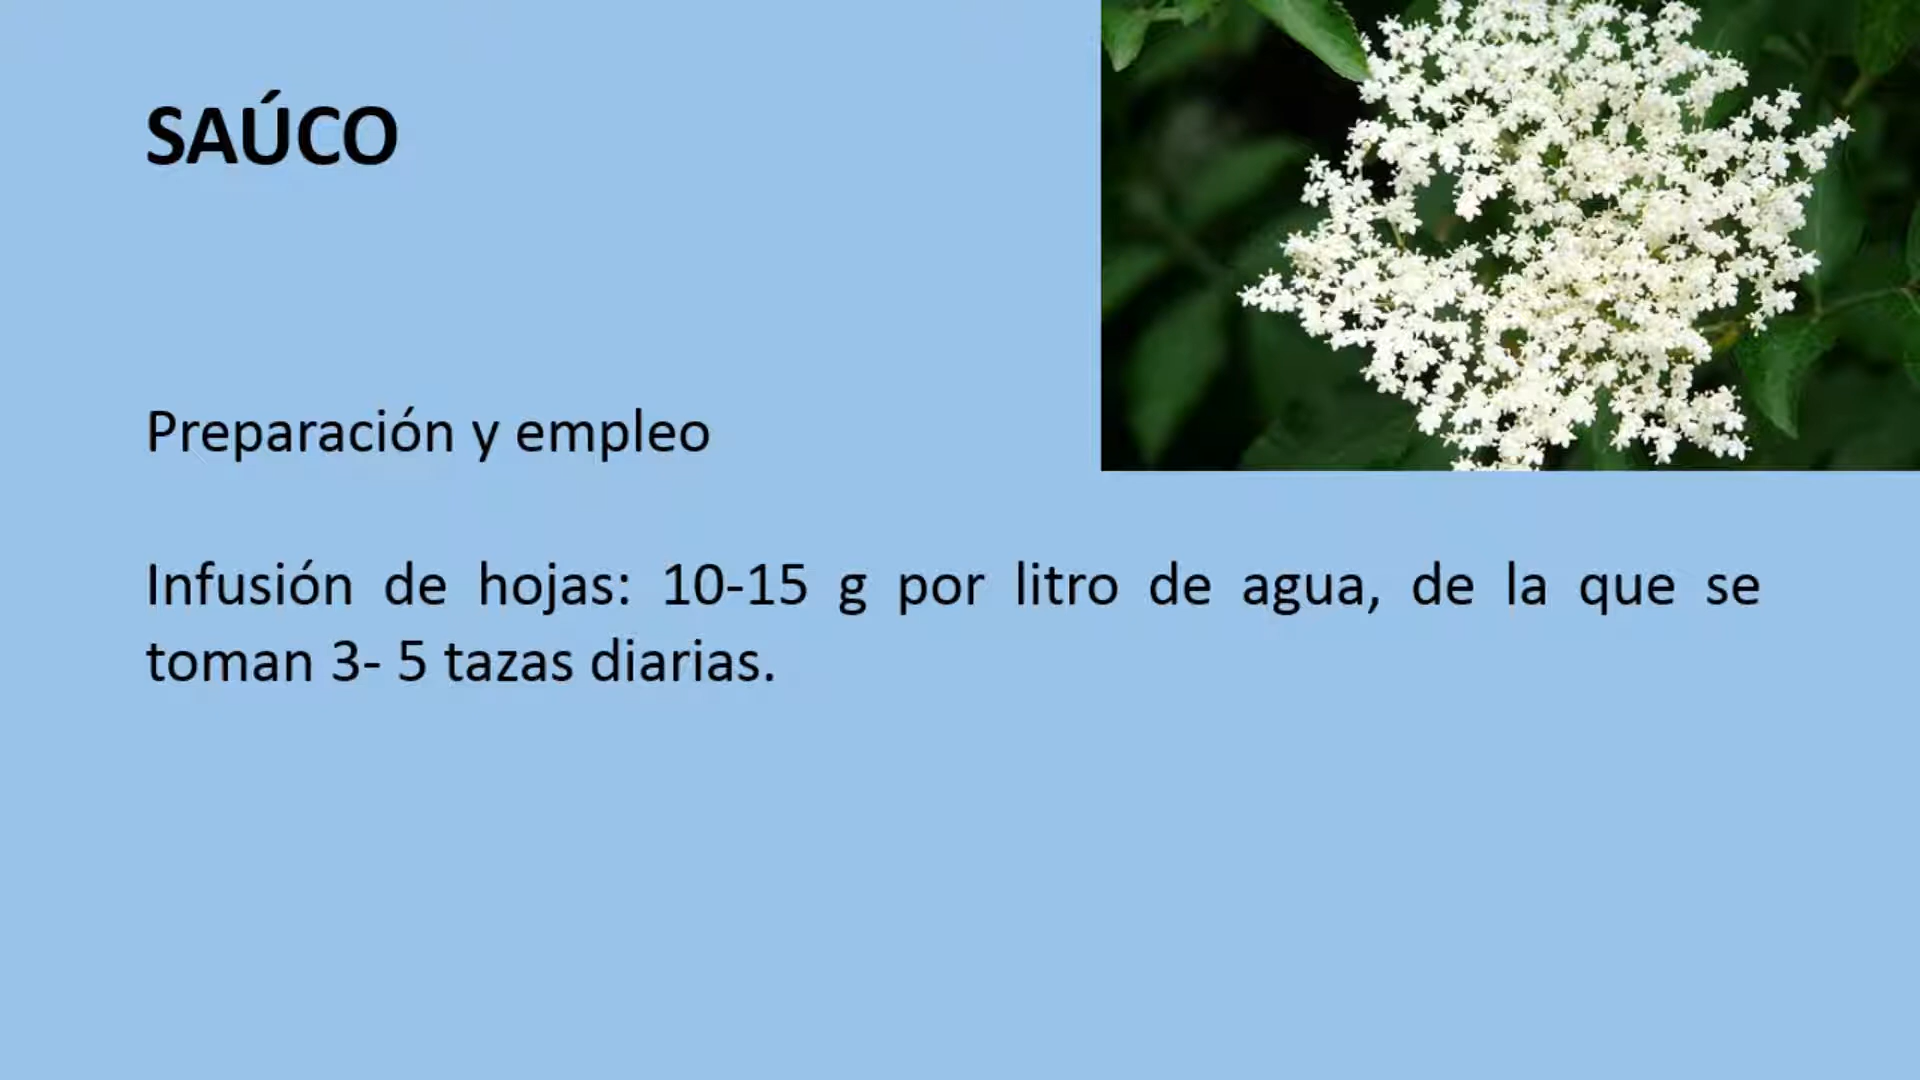 SAÚCO
Preparación y empleo
Infusión de hojas: 10-15 g por litro de agua, de la que se
toman 3- 5 tazas diarias.